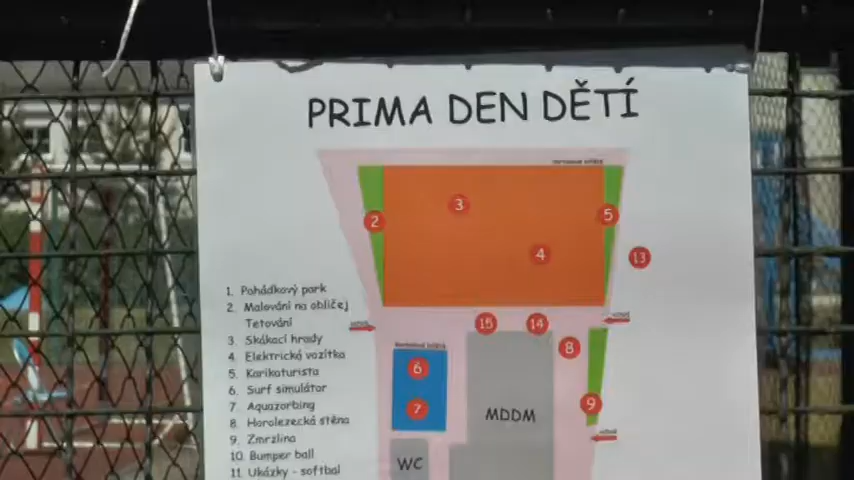 PRIMA DEN DĚTÍ
3
2
5
4
13
1. Pohádkový park
2. Malování na obličej
Tetování
3. Skákací hrady
4. Elektrická vozítka
5. Karikaturista
6. Surf simulátor
7. Aquazorbing
8. Horolezecká stěna
9. Zmrzlina
10. Bumper ball
11. Ukázky - softbal
15
14
8
6
7
9
MDDM
WC